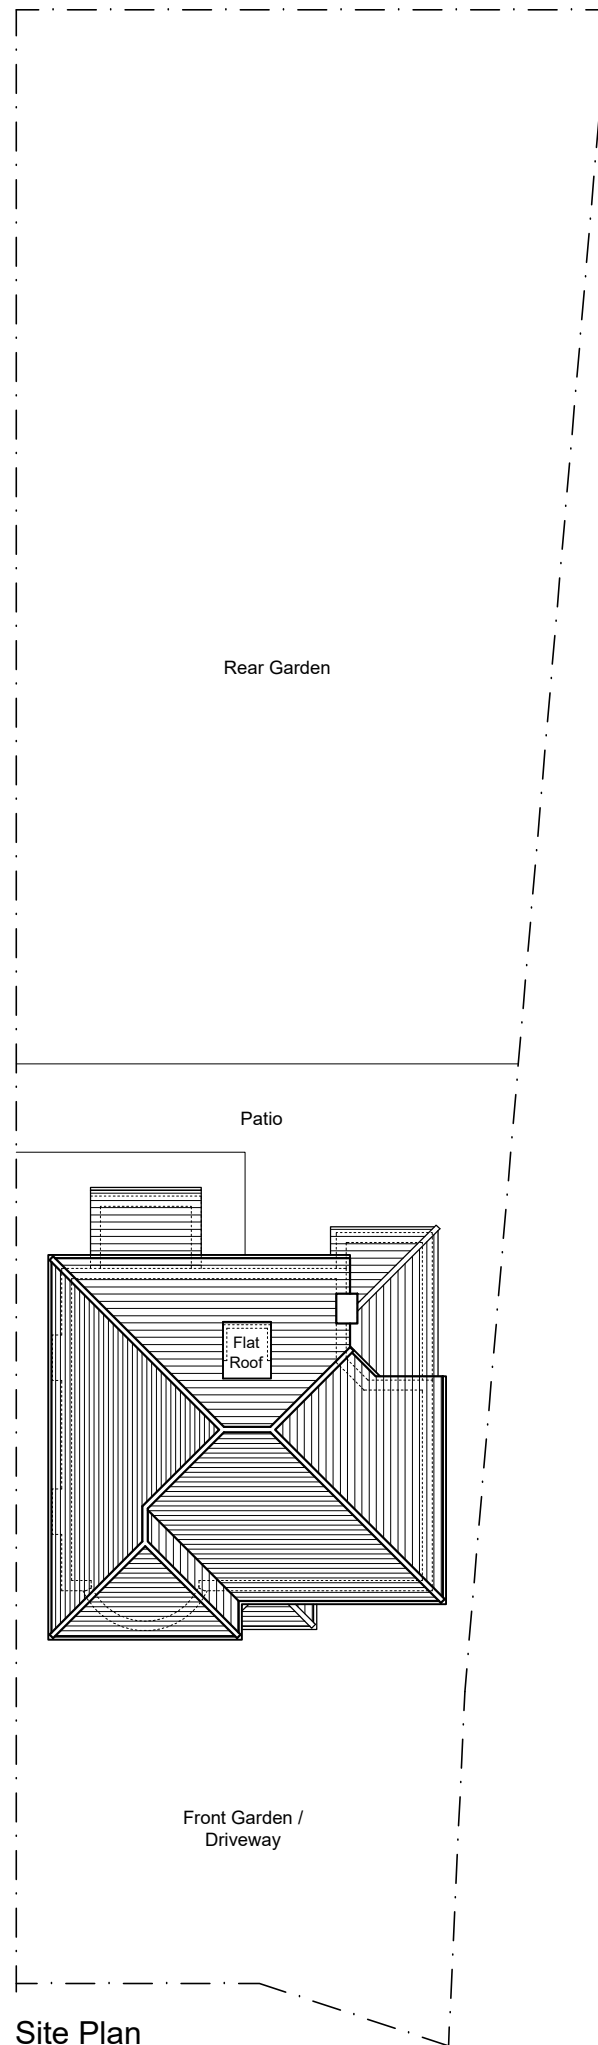 Rear Garden
Patio
Flat
Roof
Front Garden /
Driveway
Site Plan